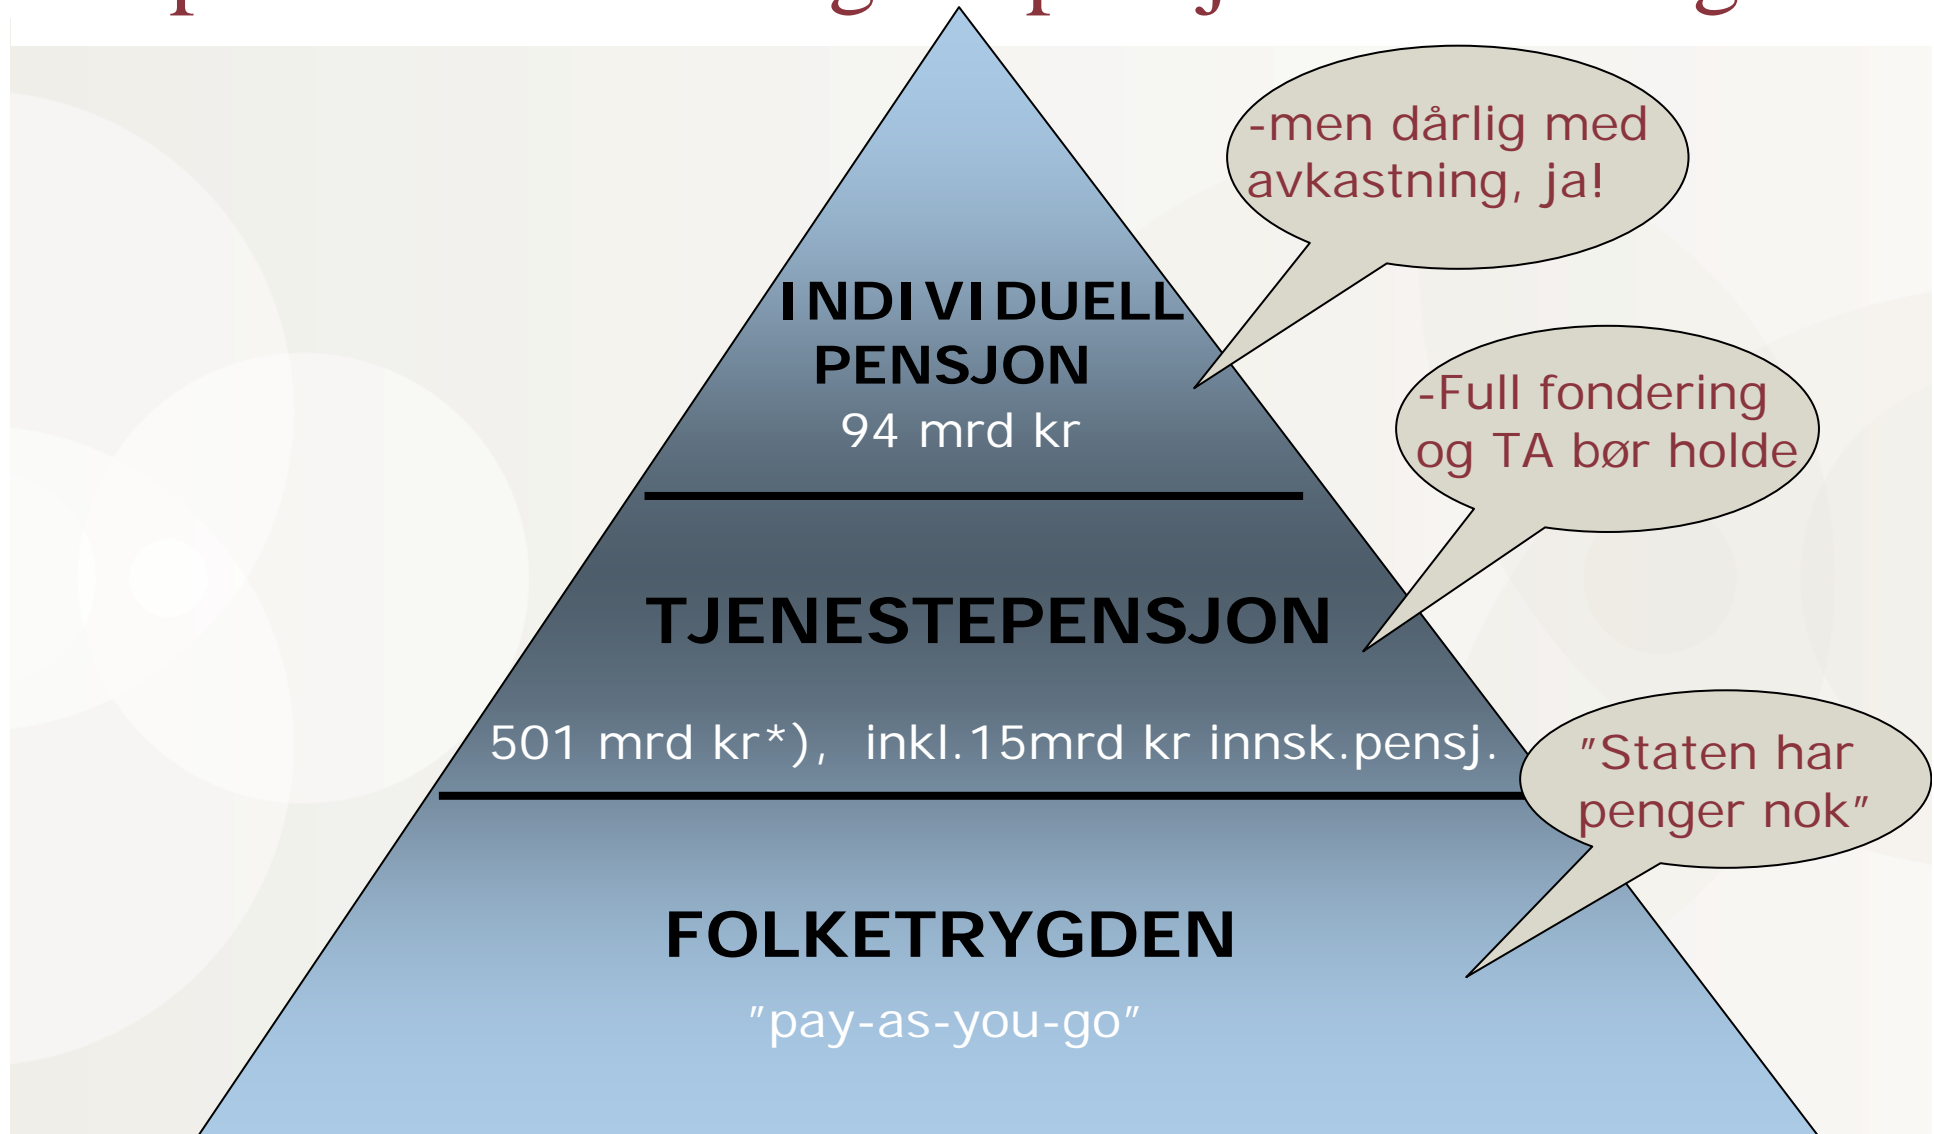 -men dårlig med
avkastning, ja!
INDIVIDUELL
PENSJON
94 mrd kr
-Full fondering
og TA bør holde
TJENESTEPENSJON
501 mrd kr*), inkl.15mrd kr innsk.pensj.
"Staten har
penger nok"
FOLKETRYGDEN
"pay-as-you-go"